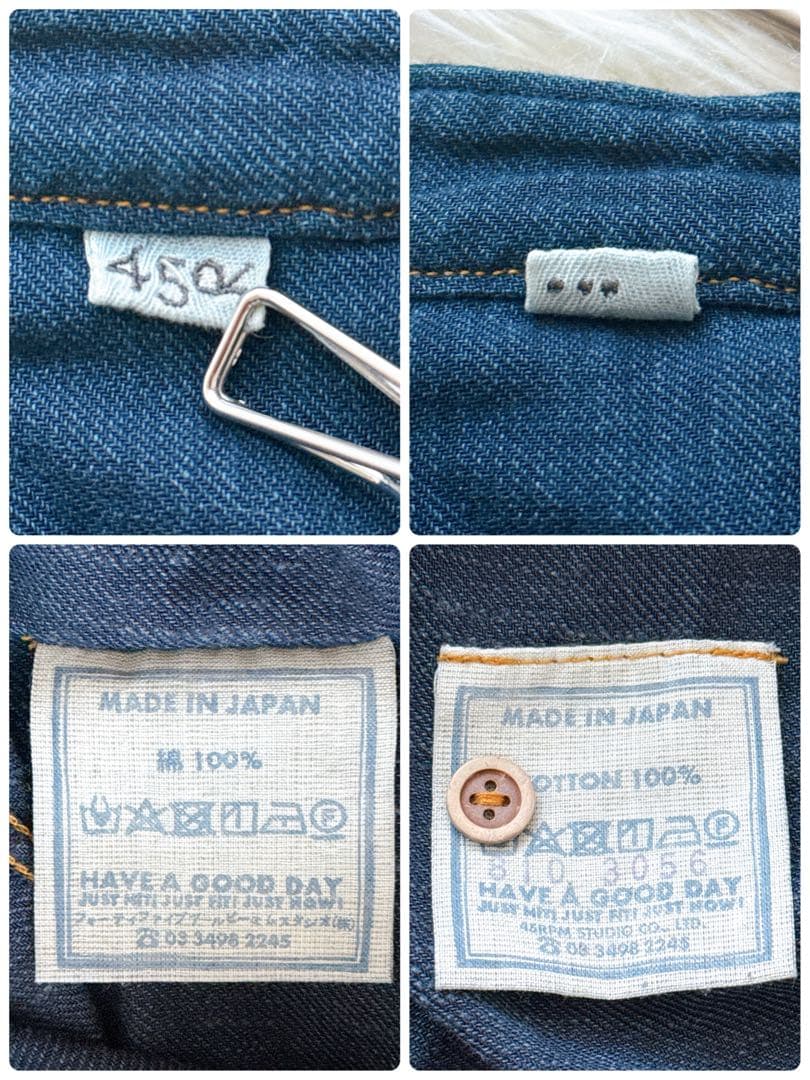 45R
MADE IN JAPAN
綿 100%
HAVE A GOOD DAY
JUST HIT! JUST FIT! JUST NOW!
フォーティファイブアールピーエムスタジオ(株)
☎ 03 3498 2245
MADE IN JAPAN
OTTON 100%
810 3056
HAVE A GOOD DAY
JUST HIT! JUST FIT! JUST NOW!
45RPM STUDIO CO., LTD.
☎ 03 3498 2245